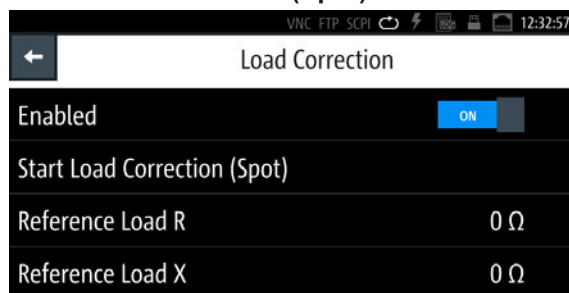 VNC FTP SCPI LOG 12:32:57
Load Correction
Enabled ON
Start Load Correction (Spot)
Reference Load R 0 Ω
Reference Load X 0 Ω